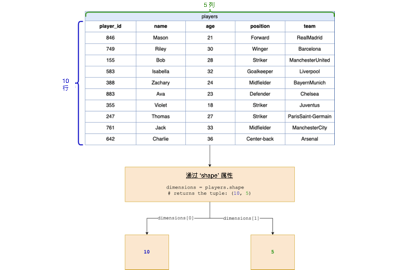 5 列
players
player_id name age position team
846 Mason 21 Forward RealMadrid
749 Riley 30 Winger Barcelona
155 Bob 28 Striker ManchesterUnited
583 Isabella 32 Goalkeeper Liverpool
388 Zachary 24 Midfielder BayernMunich
883 Ava 23 Defender Chelsea
355 Violet 18 Striker Juventus
247 Thomas 27 Striker ParisSaint-Germain
761 Jack 33 Midfielder ManchesterCity
642 Charlie 36 Center-back Arsenal
10
行
通过 'shape' 属性
dimensions = players.shape
# returns the tuple: (10, 5)
dimensions[0] dimensions[1]
10 5